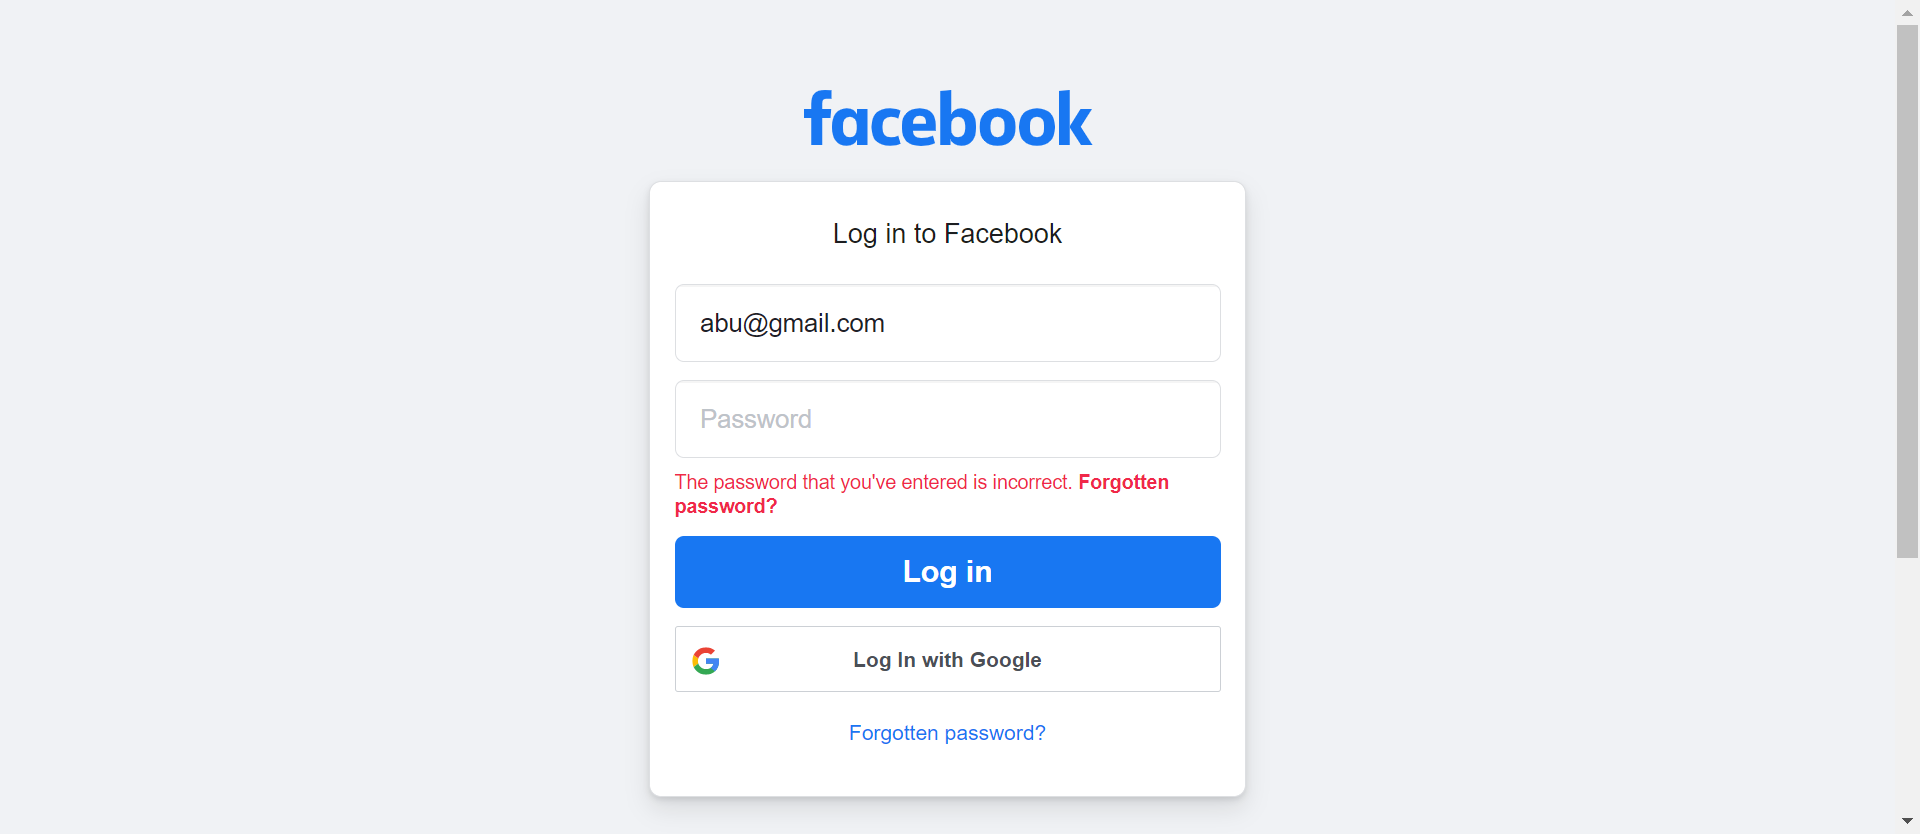 facebook
Log in to Facebook
abu@gmail.com
Password
The password that you've entered is incorrect. Forgotten
password?
Log in
Log In with Google
Forgotten password?